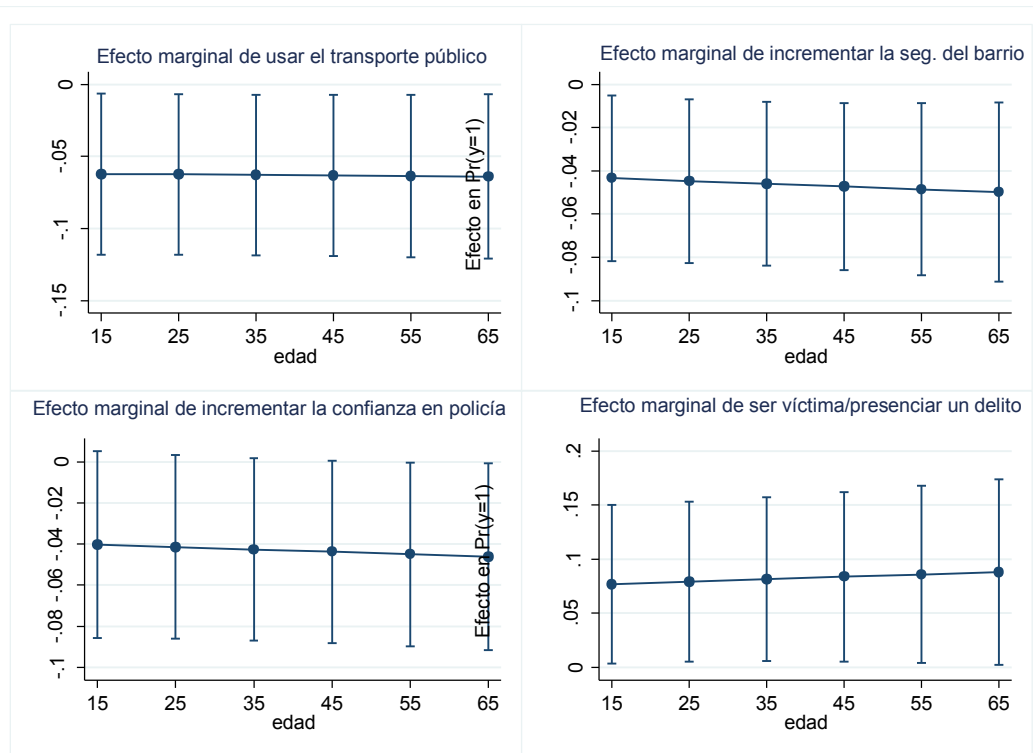 Efecto marginal de usar el transporte público
0
-.05
-.1
-.15
15 25 35 45 55 65
edad
Efecto marginal de incrementar la seg. del barrio
Efecto en Pr(y=1)
0
-.02
-.04
-.06
-.08
-.1
15 25 35 45 55 65
edad
Efecto marginal de incrementar la confianza en policía
0
-.02
-.04
-.06
-.08
-.1
15 25 35 45 55 65
edad
Efecto marginal de ser víctima/presenciar un delito
Efecto en Pr(y=1)
.2
.15
.1
.05
0
15 25 35 45 55 65
edad